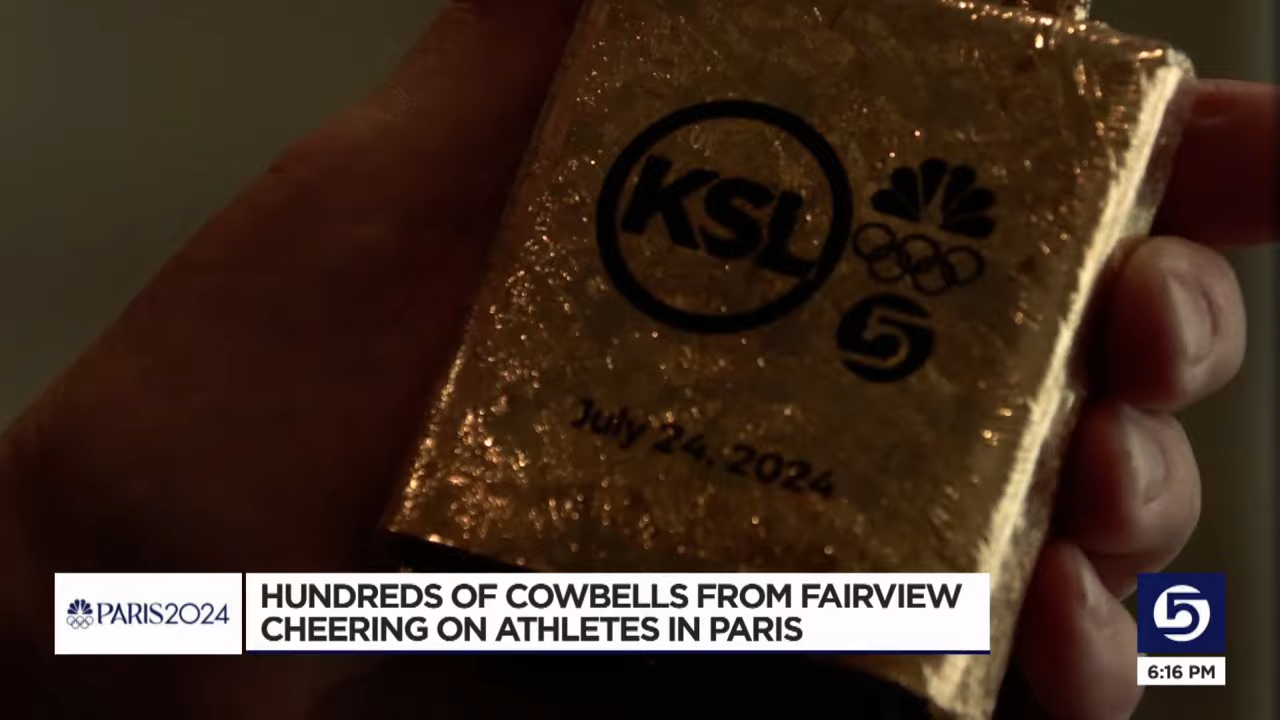 KSL
5
July 24, 2024
PARIS2024
HUNDREDS OF COWBELLS FROM FAIRVIEW
CHEERING ON ATHLETES IN PARIS
5
6:16 PM